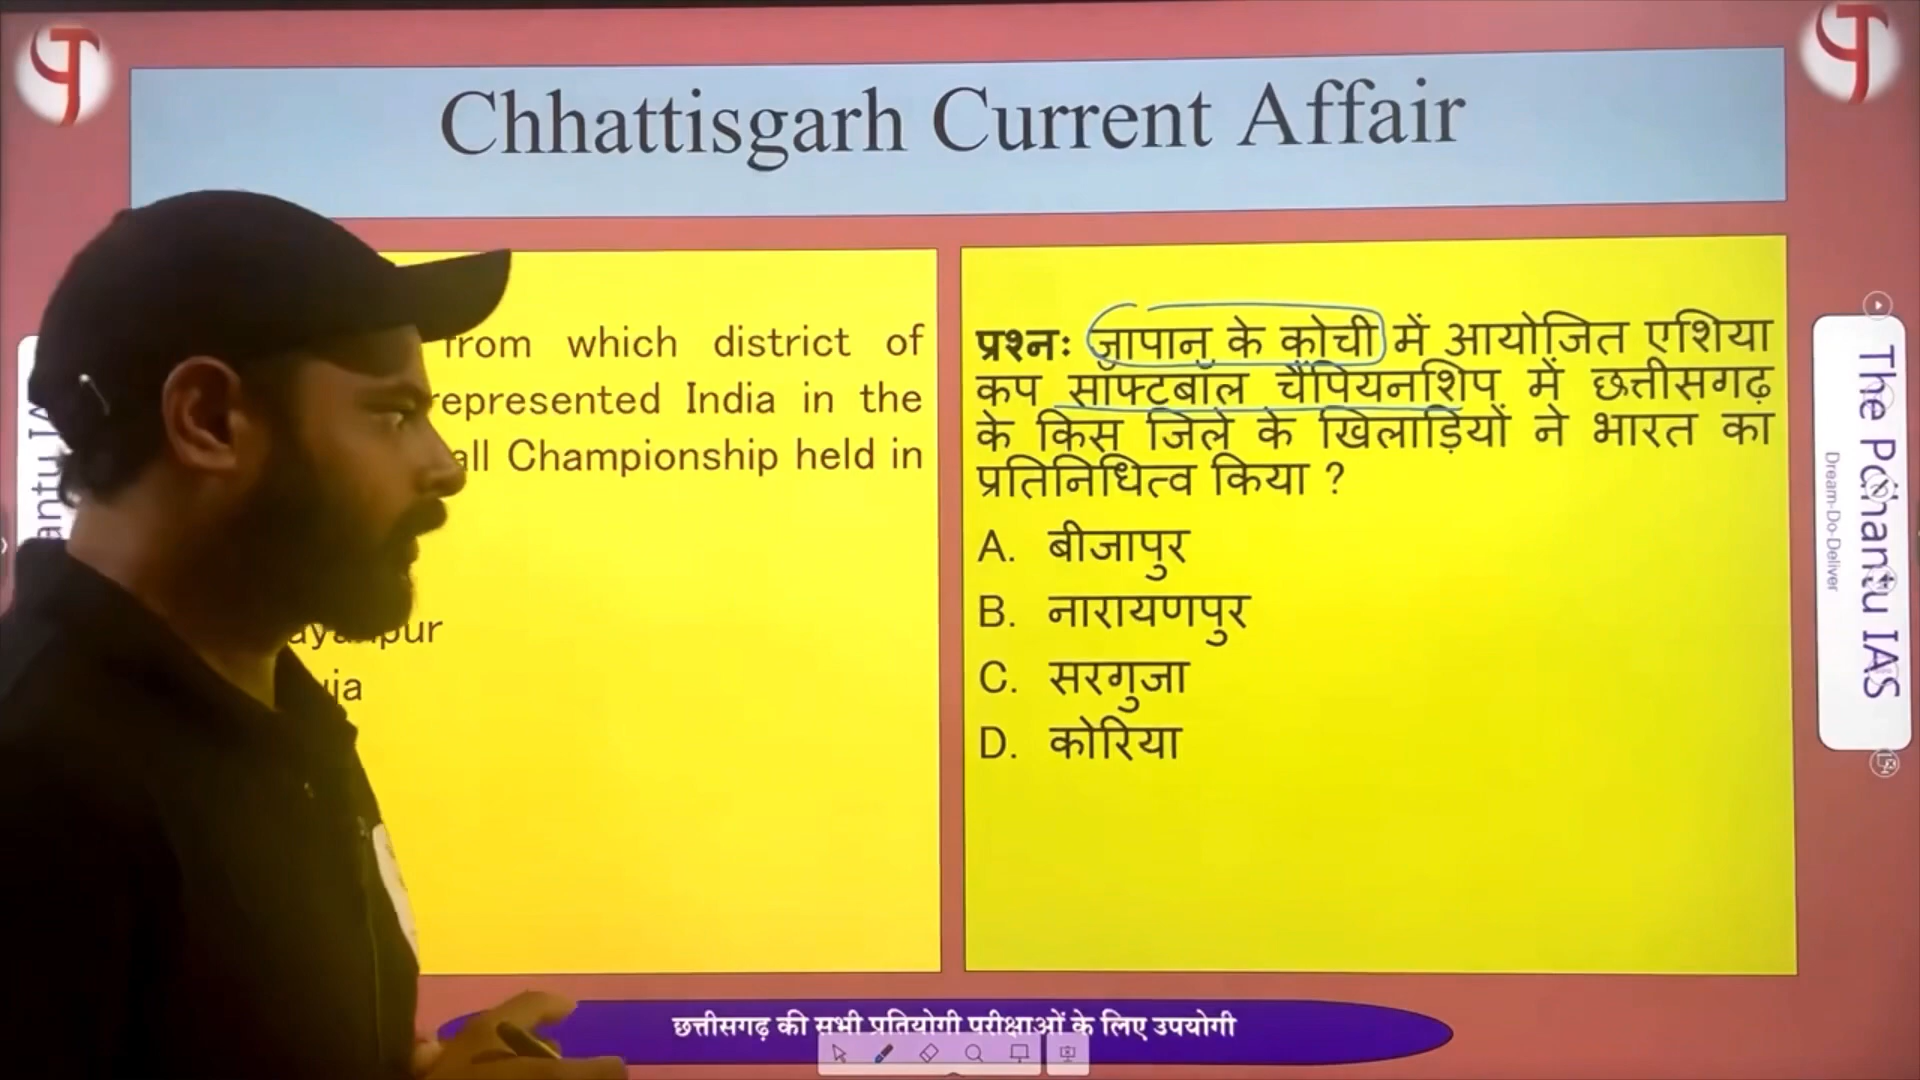 Chhattisgarh Current Affair
from which district of
represented India in the
all Championship held in
pur
ja
प्रश्नः जापान के कोची में आयोजित एशिया
कप सॉफ्टबॉल चैंपियनशिप में छत्तीसगढ़
के किस जिले के खिलाड़ियों ने भारत का
प्रतिनिधित्व किया ?
A. बीजापुर
B. नारायणपुर
C. सरगुजा
D. कोरिया
The Pathantu IAS
Dream-Do-Deliver
छत्तीसगढ़ की सभी प्रतियोगी परीक्षाओं के लिए उपयोगी